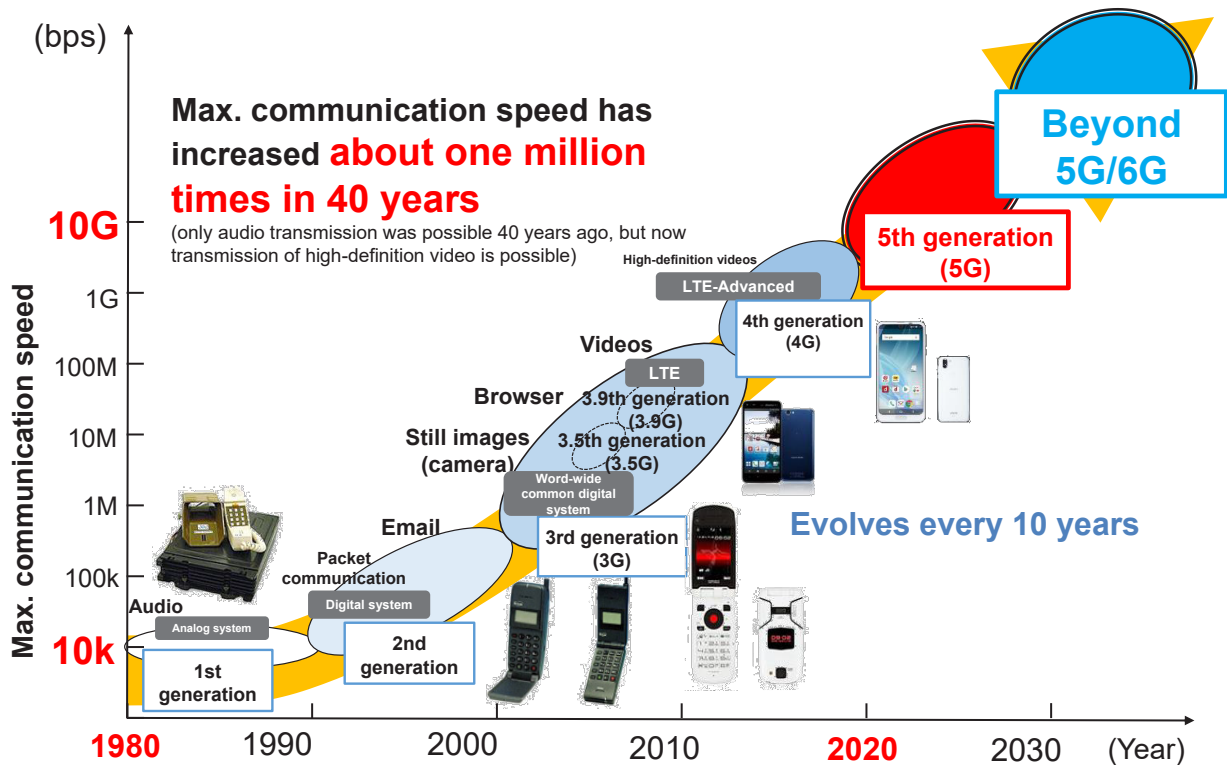 (bps)
Max. communication speed has
increased about one million
times in 40 years
(only audio transmission was possible 40 years ago, but now
transmission of high-definition video is possible)
Beyond
5G/6G
5th generation
(5G)
High-definition videos
LTE-Advanced
4th generation
(4G)
Videos
LTE
Browser
3.9th generation
(3.9G)
Still images
(camera)
3.5th generation
(3.5G)
Word-wide
common digital
system
3rd generation
(3G)
Evolves every 10 years
Email
Packet
communication
Digital system
2nd
generation
Audio
Analog system
1st
generation
Max. communication speed
10G
1G
100M
10M
1M
100k
10k
1980
1990
2000
2010
2020
2030
(Year)